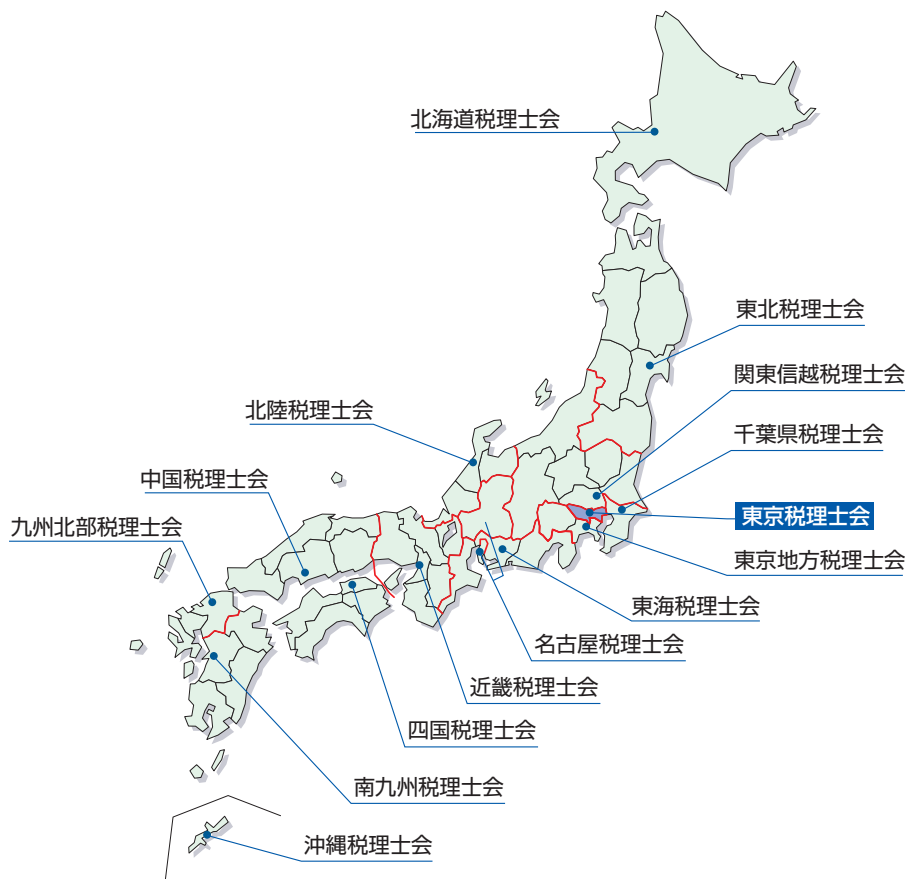 北海道税理士会
東北税理士会
関東信越税理士会
北陸税理士会
千葉県税理士会
中国税理士会
東京税理士会
九州北部税理士会
東京地方税理士会
東海税理士会
名古屋税理士会
近畿税理士会
四国税理士会
南九州税理士会
沖縄税理士会